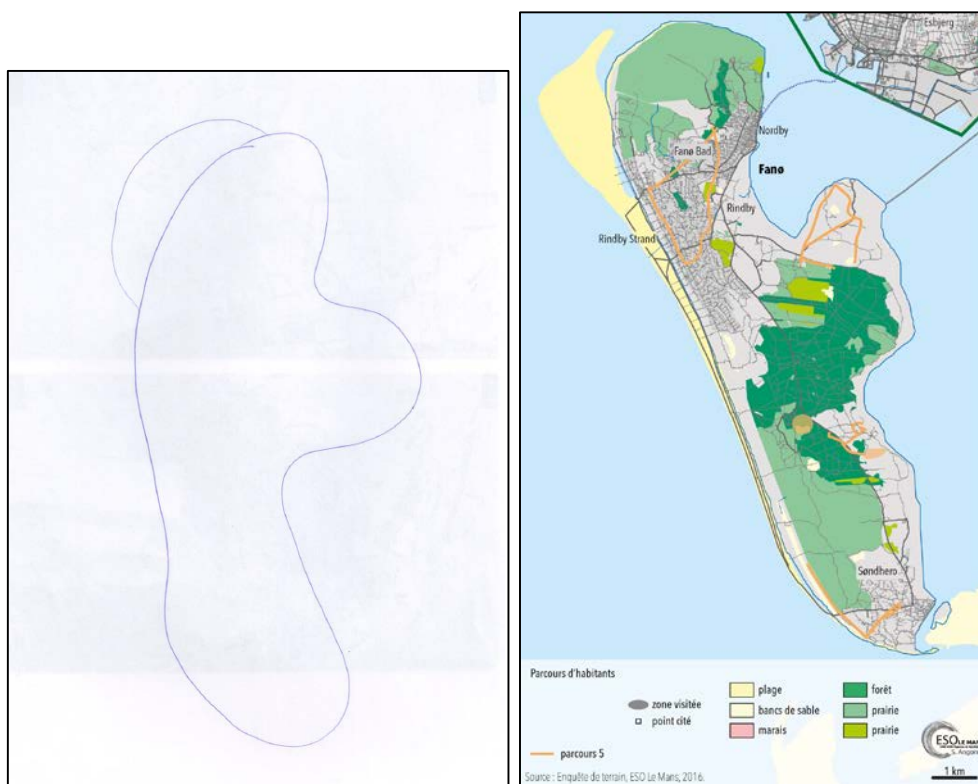 Esbjerg
Nordby
Fanø Bad
Fanø
Rindby
Rindby Strand
Søndhero
Parcours d'habitants
zone visitée
point cité
parcours 5
plage
bancs de sable
marais
forêt
prairie
prairie
ESO LE MANS
1 km
Source : Enquête de terrain, ESO Le Mans, 2016.